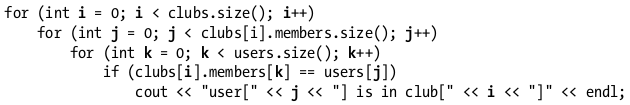 for (int i = 0; i < clubs.size(); i++)
    for (int j = 0; j < clubs[i].members.size(); j++)
        for (int k = 0; k < users.size(); k++)
            if (clubs[i].members[k] == users[j])
                cout << "user[" << j << "] is in club[" << i << "]" << endl;